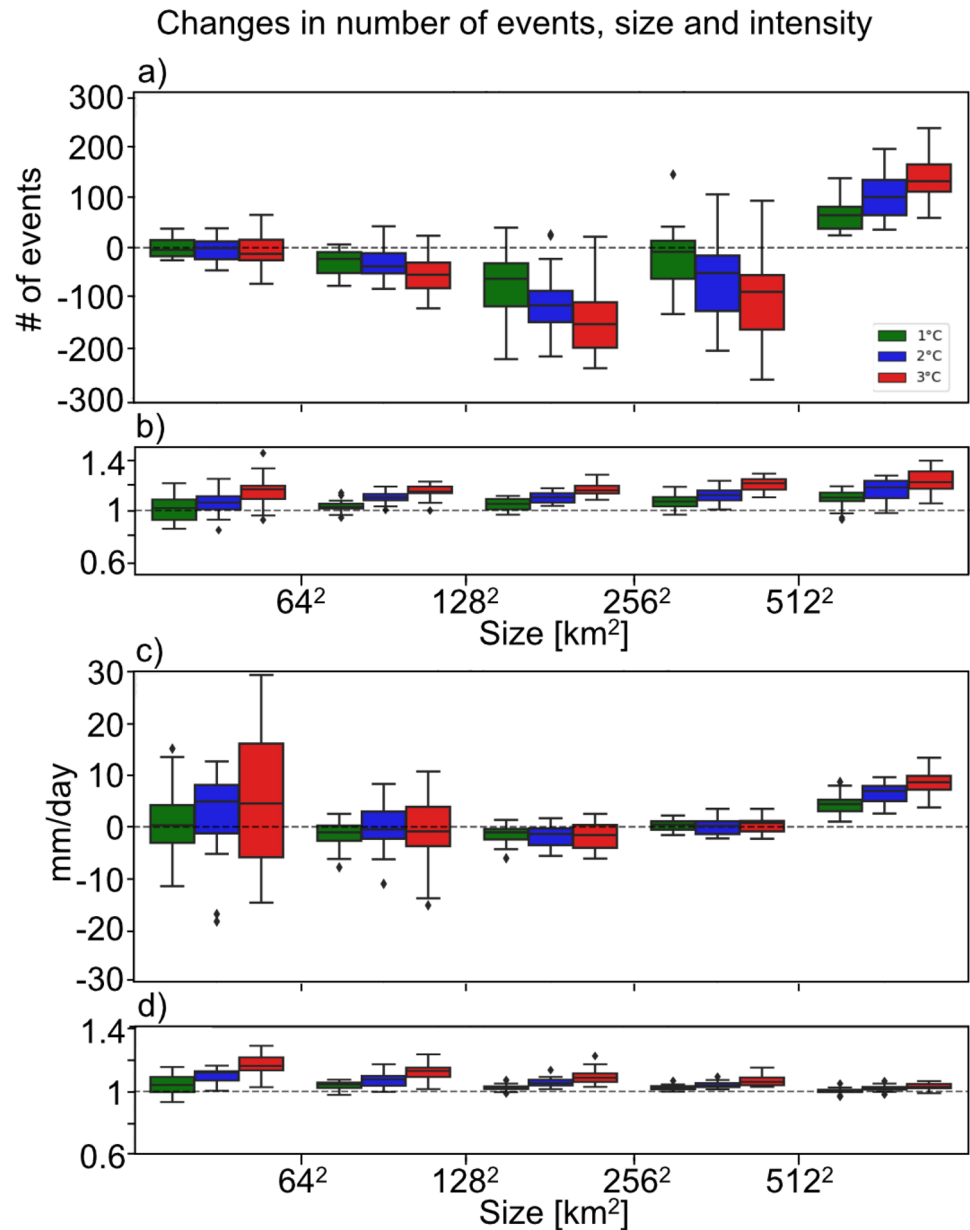 Changes in number of events, size and intensity
a)
300
200
100
0
-100
-200
-300
# of events
1°C
2°C
3°C
b)
1.4
1
0.6
64² 128² 256² 512²
Size [km²]
c)
30
20
10
0
-10
-20
-30
mm/day
d)
1.4
1
0.6
64² 128² 256² 512²
Size [km²]